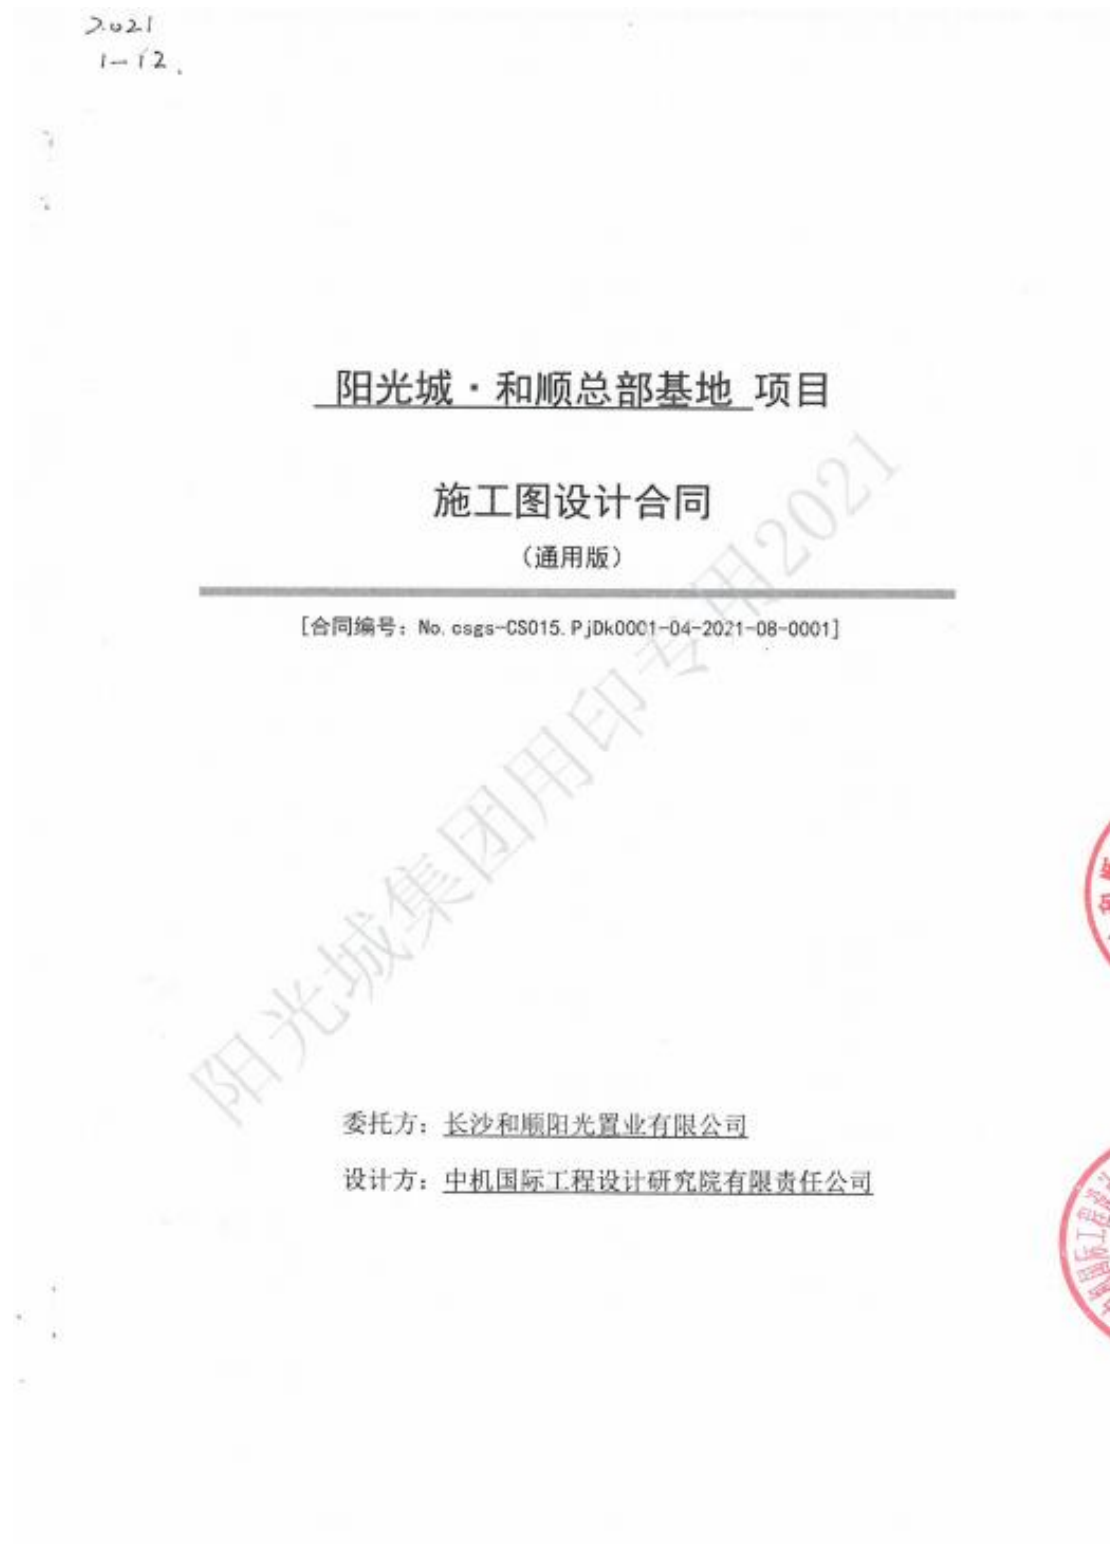 2021
1-12.
阳光城·和顺总部基地 项目
施工图设计合同
（通用版）
[合同编号：No.csgs-CS015.PjDk0001-04-2021-08-0001]
阳光城集团用印专用2021
委托方：长沙和顺阳光置业有限公司
设计方：中机国际工程设计研究院有限责任公司